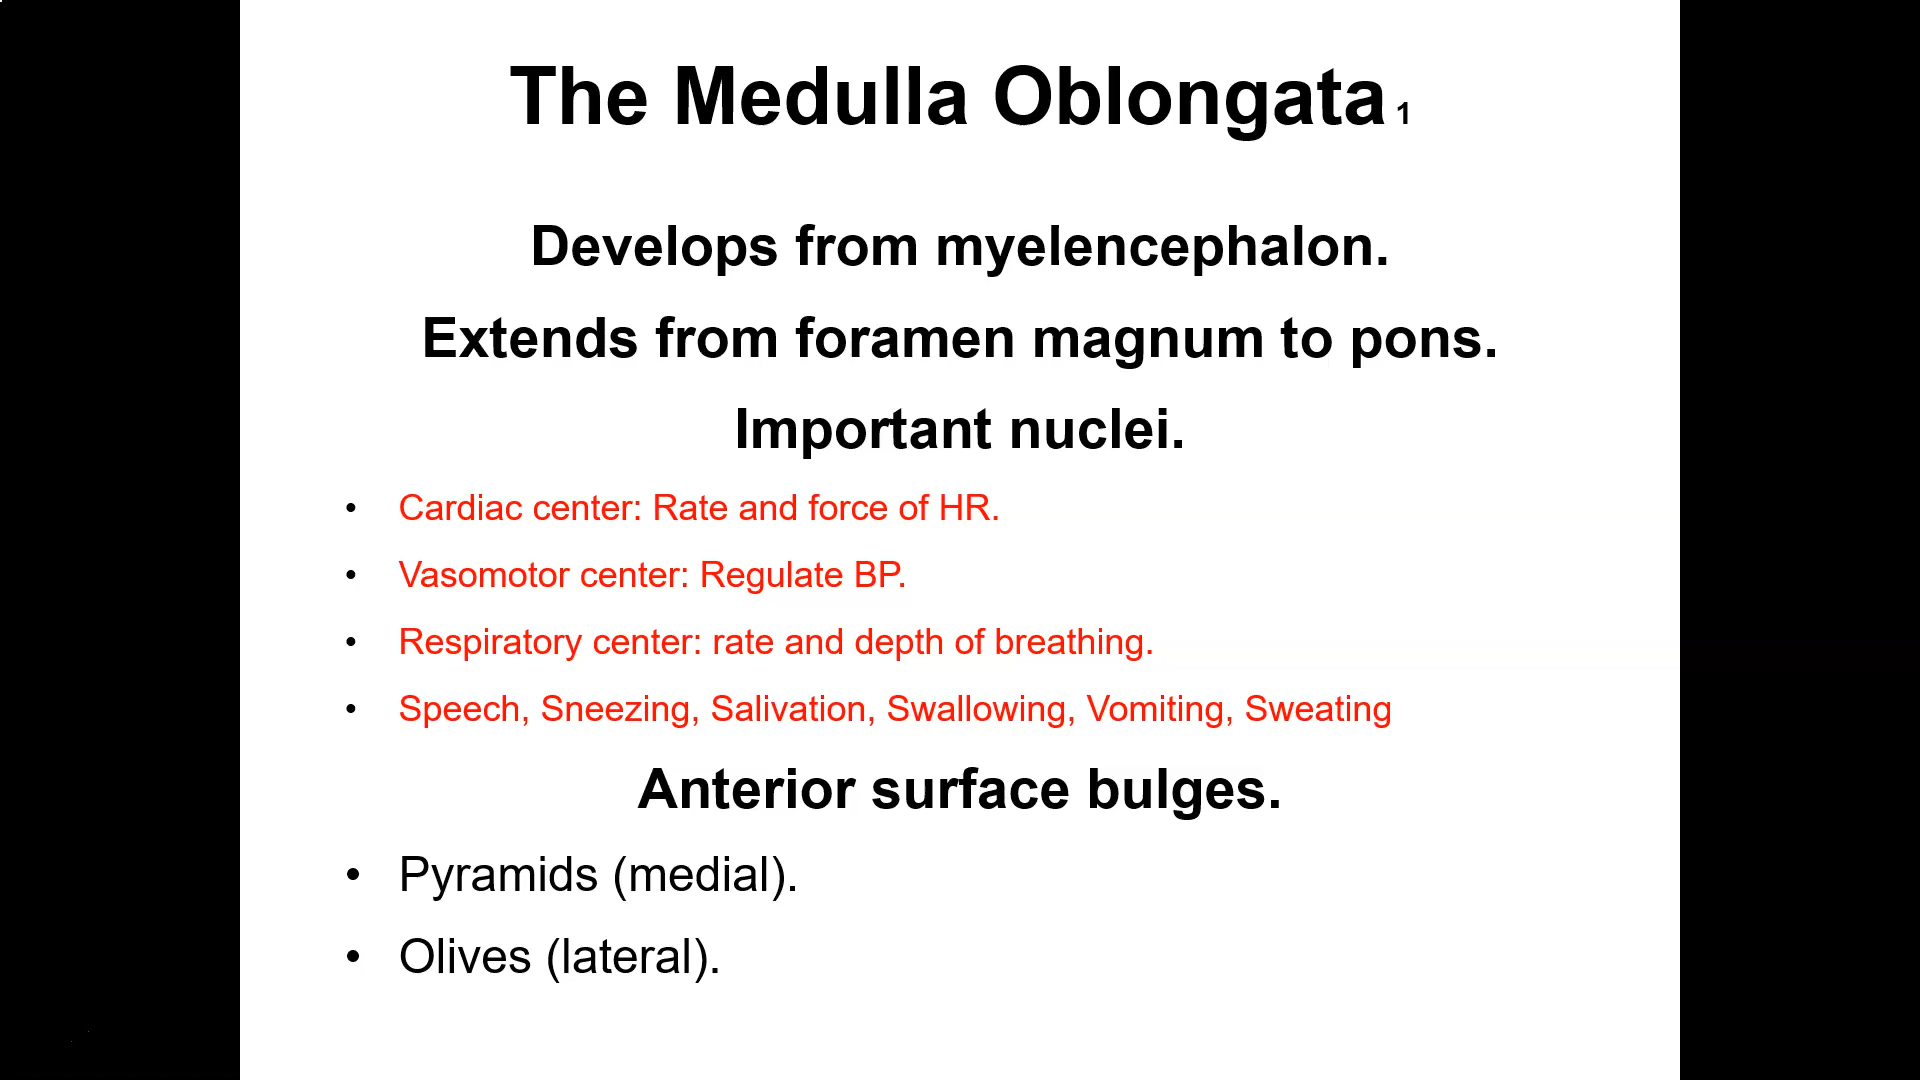 The Medulla Oblongata 1
Develops from myelencephalon.
Extends from foramen magnum to pons.
Important nuclei.
• Cardiac center: Rate and force of HR.
• Vasomotor center: Regulate BP.
• Respiratory center: rate and depth of breathing.
• Speech, Sneezing, Salivation, Swallowing, Vomiting, Sweating
Anterior surface bulges.
• Pyramids (medial).
• Olives (lateral).